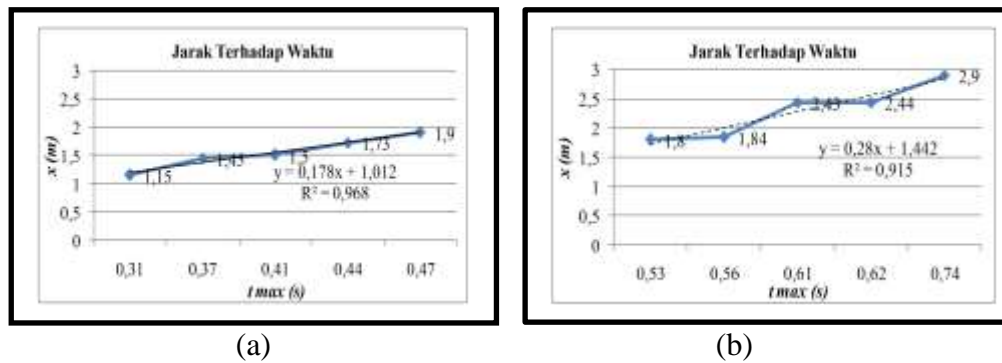 Jarak Terhadap Waktu
3
2,5
2
1,5
1
0,5
0
x (m)
1,15
1,43
1,5
1,73
1,9
y = 0,178x + 1,012
R² = 0,968
0,31 0,37 0,41 0,44 0,47
t max (s)
(a)
Jarak Terhadap Waktu
3
2,5
2
1,5
1
0,5
0
x (m)
1,8
1,84
2,43
2,44
2,9
y = 0,28x + 1,442
R² = 0,915
0,53 0,56 0,61 0,62 0,74
t max (s)
(b)